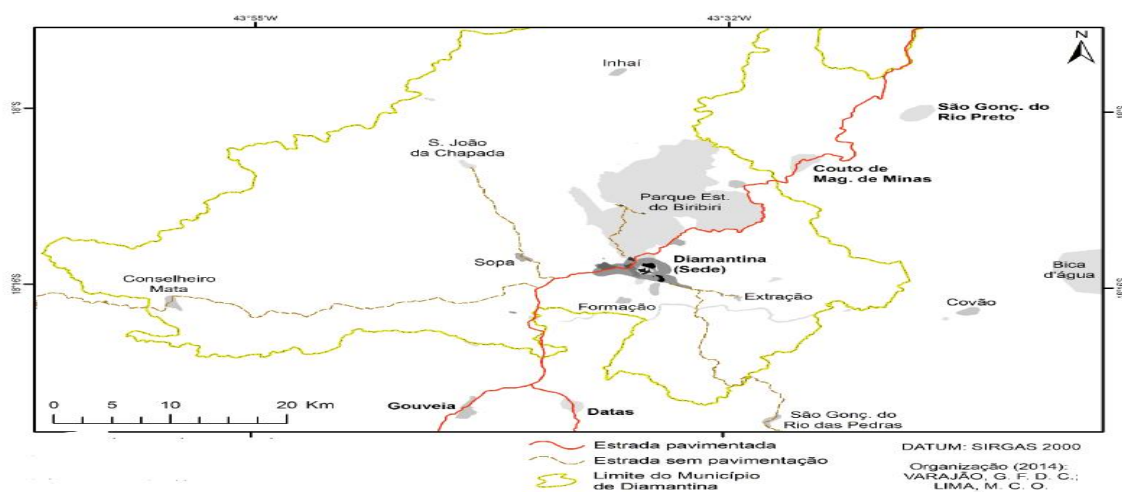 43°55'W
43°32'W
N
Inhaí
18°S
São Gonç. do
Rio Preto
S. João
da Chapada
Couto de
Mag. de Minas
Parque Est.
do Biribiri
Diamantina
(Sede)
Sopa
Bica
d'água
Conselheiro
Mata
Extração
Formação
Covão
0 5 10 20 Km
Gouveia
Datas
São Gonç. do
Rio das Pedras
Estrada pavimentada
Estrada sem pavimentação
Limite do Município
de Diamantina
DATUM: SIRGAS 2000
Organização (2014):
VARAJÃO, G. F. D. C.;
LIMA, M. C. O.